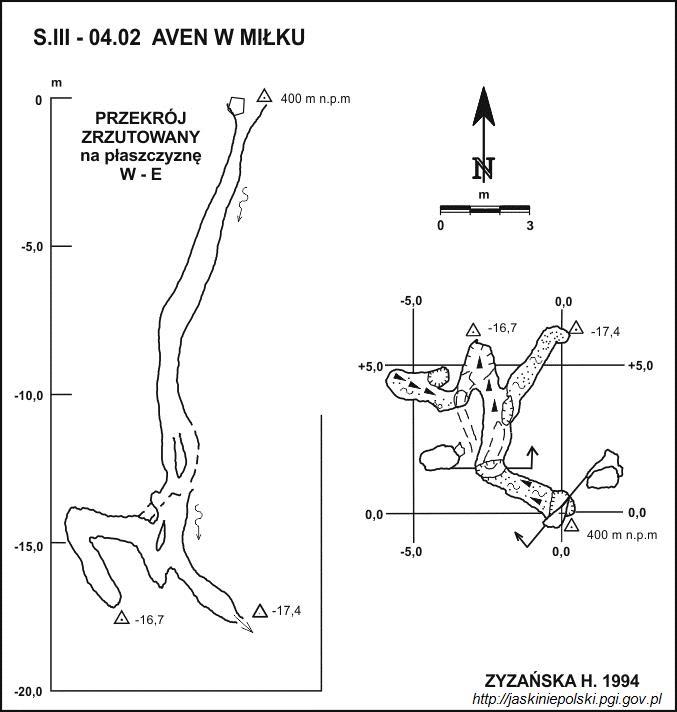 S.III - 04.02 AVEN W MIŁKU
m
0
400 m n.p.m
PRZEKRÓJ
ZRZUTOWANY
na płaszczyznę
W - E
-5,0
-10,0
-15,0
-20,0
-16,7
-17,4
N
m
0 3
-5,0 0,0
-16,7
-17,4
+5,0 +5,0
0,0 0,0
400 m n.p.m
-5,0 0,0
ZYZAŃSKA H. 1994
http://jaskiniepolski.pgi.gov.pl